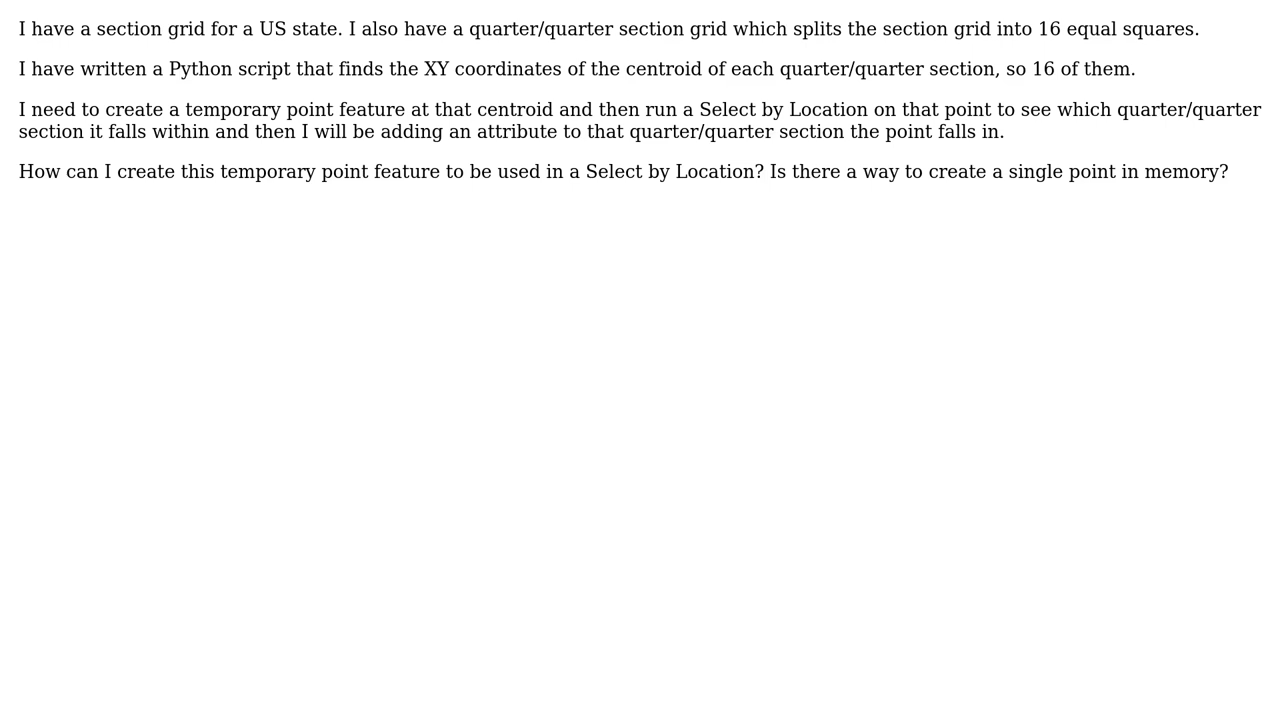 I have a section grid for a US state. I also have a quarter/quarter section grid which splits the section grid into 16 equal squares.
I have written a Python script that finds the XY coordinates of the centroid of each quarter/quarter section, so 16 of them.
I need to create a temporary point feature at that centroid and then run a Select by Location on that point to see which quarter/quarter
section it falls within and then I will be adding an attribute to that quarter/quarter section the point falls in.
How can I create this temporary point feature to be used in a Select by Location? Is there a way to create a single point in memory?